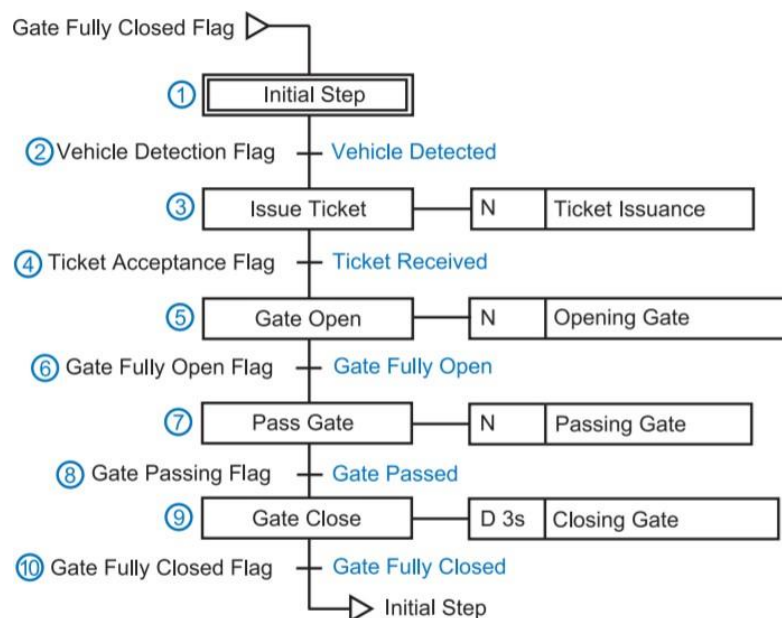 Gate Fully Closed Flag
① Initial Step
② Vehicle Detection Flag Vehicle Detected
③ Issue Ticket N Ticket Issuance
④ Ticket Acceptance Flag Ticket Received
⑤ Gate Open N Opening Gate
⑥ Gate Fully Open Flag Gate Fully Open
⑦ Pass Gate N Passing Gate
⑧ Gate Passing Flag Gate Passed
⑨ Gate Close D 3s Closing Gate
⑩ Gate Fully Closed Flag Gate Fully Closed
Initial Step